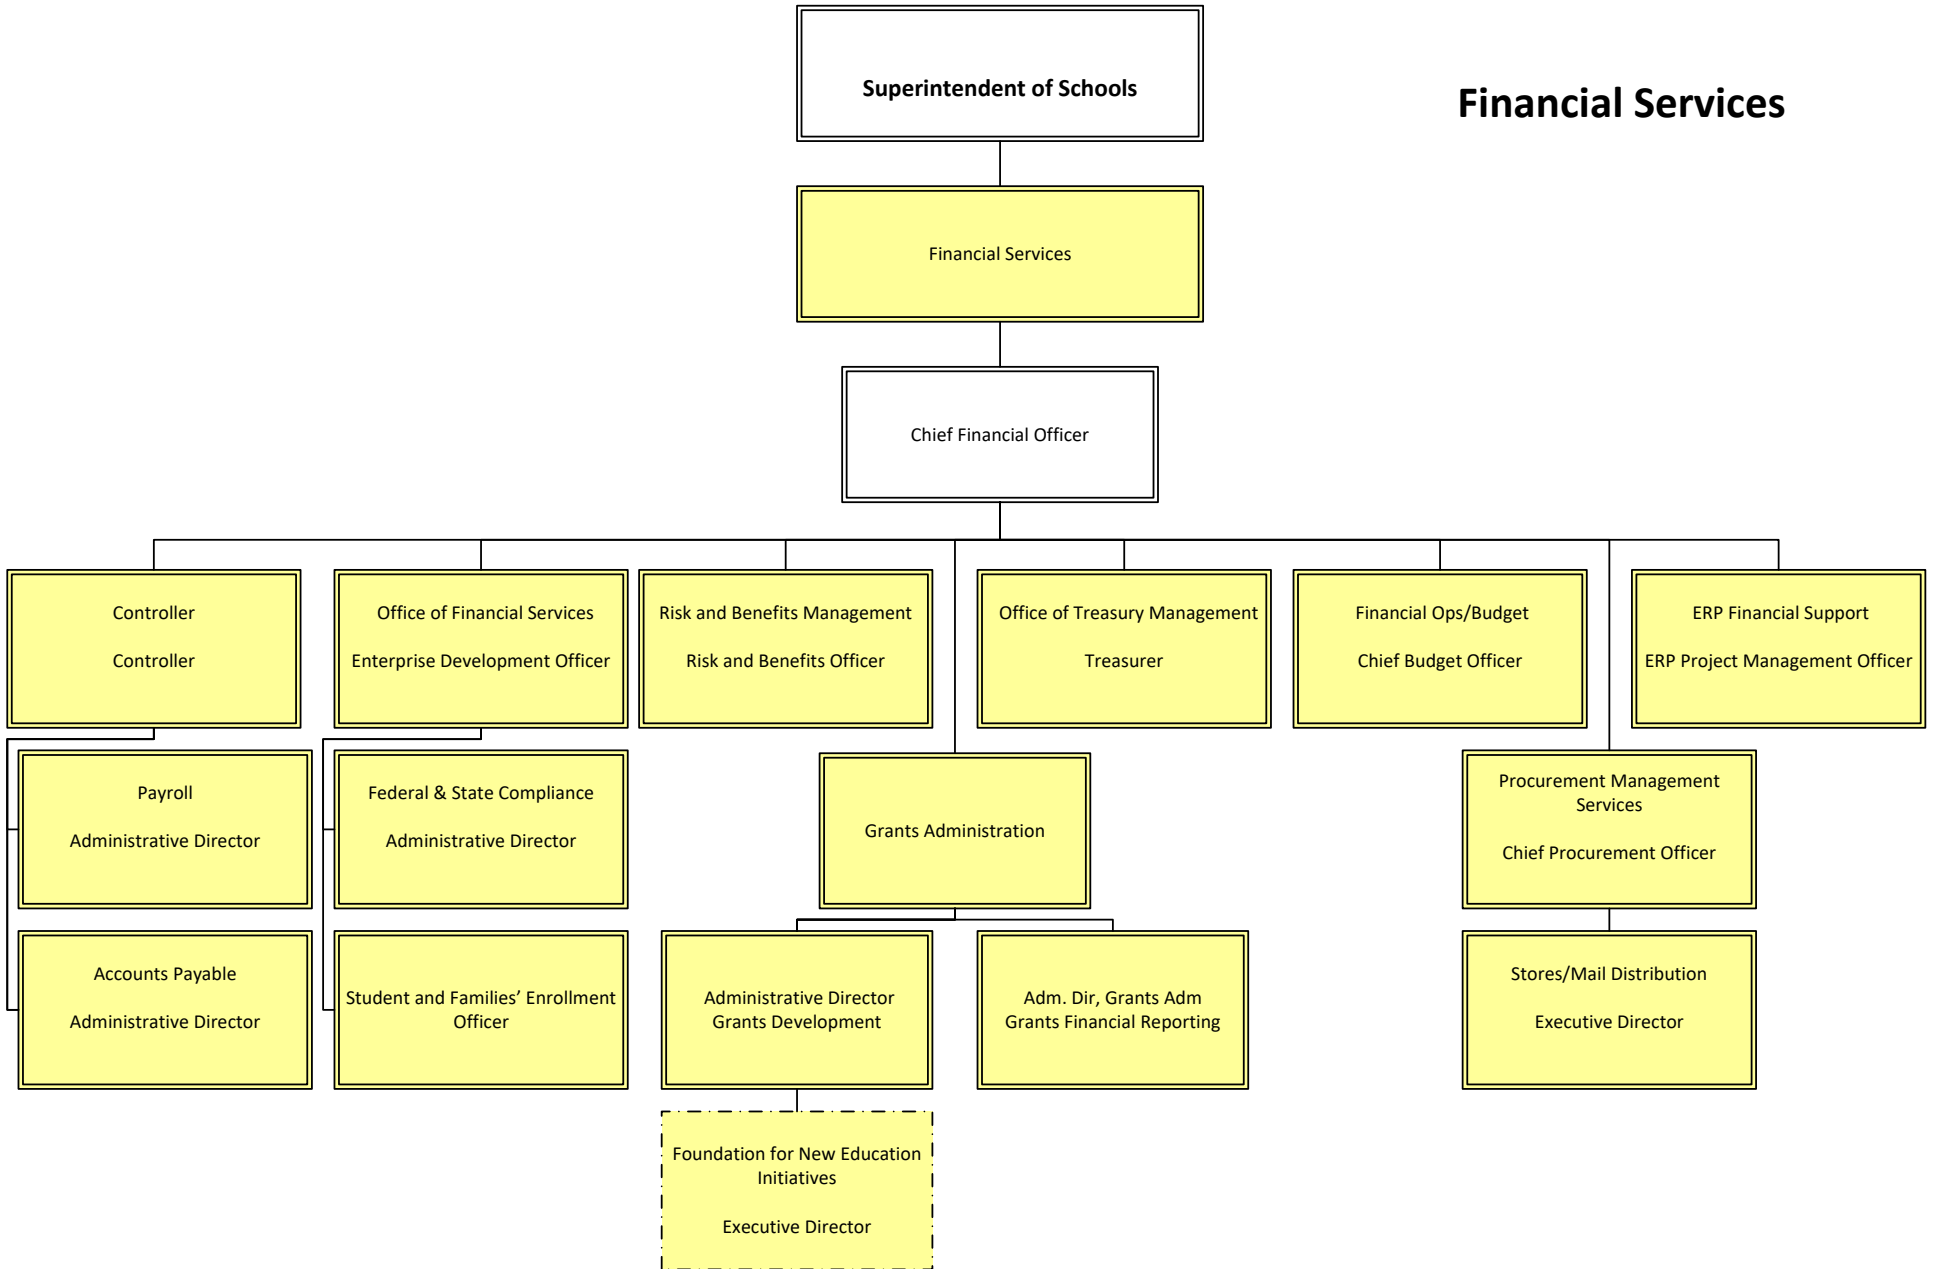 Superintendent of Schools
Financial Services
Financial Services
Chief Financial Officer
Controller
Controller
Office of Financial Services
Enterprise Development Officer
Risk and Benefits Management
Risk and Benefits Officer
Office of Treasury Management
Treasurer
Financial Ops/Budget
Chief Budget Officer
ERP Financial Support
ERP Project Management Officer
Payroll
Administrative Director
Federal & State Compliance
Administrative Director
Grants Administration
Procurement Management
Services
Chief Procurement Officer
Accounts Payable
Administrative Director
Student and Families’ Enrollment
Officer
Administrative Director
Grants Development
Adm. Dir, Grants Adm
Grants Financial Reporting
Stores/Mail Distribution
Executive Director
Foundation for New Education
Initiatives
Executive Director